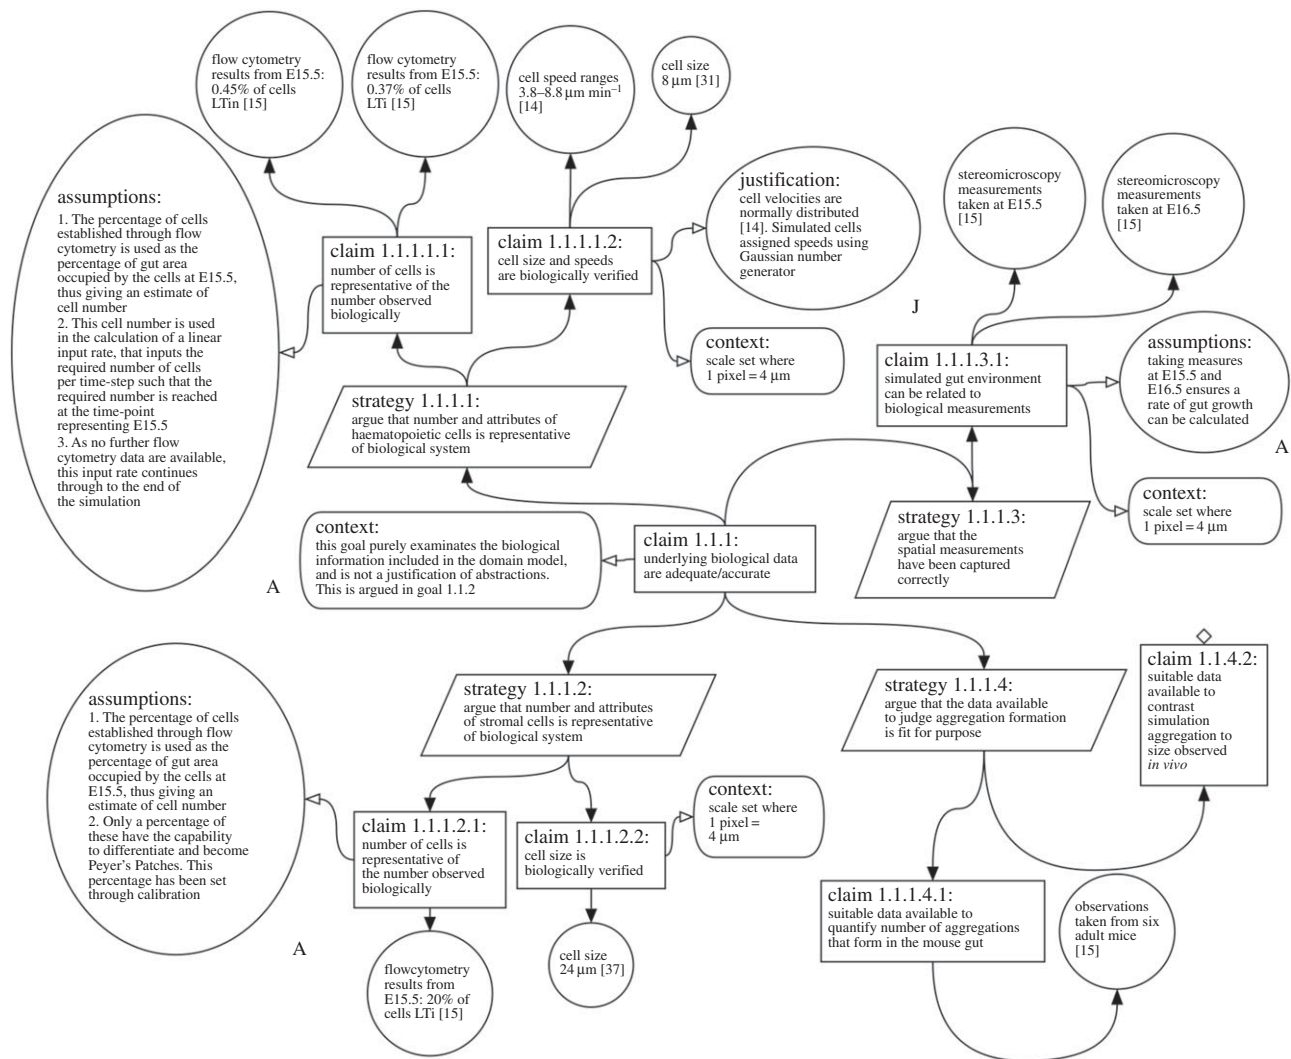 flow cytometry
results from E15.5:
0.45% of cells
LTin [15]
flow cytometry
results from E15.5:
0.37% of cells
LTi [15]
cell speed ranges
3.8–8.8 µm min⁻¹
[14]
cell size
8 µm [31]
assumptions:
1. The percentage of cells
established through flow
cytometry is used as the
percentage of gut area
occupied by the cells at E15.5,
thus giving an estimate of
cell number
2. This cell number is used
in the calculation of a linear
input rate, that inputs the
required number of cells
per time-step such that the
required number is reached
at the time-point
representing E15.5
3. As no further flow
cytometry data are available,
this input rate continues
through to the end of
the simulation
A
claim 1.1.1.1.1:
number of cells is
representative of the
number observed
biologically
claim 1.1.1.1.2:
cell size and speeds
are biologically verified
justification:
cell velocities are
normally distributed
[14]. Simulated cells
assigned speeds using
Gaussian number
generator
J
context:
scale set where
1 pixel = 4 µm
stereomicroscopy
measurements
taken at E15.5
[15]
stereomicroscopy
measurements
taken at E16.5
[15]
claim 1.1.1.3.1:
simulated gut environment
can be related to
biological measurements
assumptions:
taking measures
at E15.5 and
E16.5 ensures a
rate of gut growth
can be calculated
A
context:
scale set where
1 pixel = 4 µm
strategy 1.1.1.1:
argue that number and attributes of
haematopoietic cells is representative
of biological system
strategy 1.1.1.3:
argue that the
spatial measurements
have been captured
correctly
context:
this goal purely examinates the biological
information included in the domain model,
and is not a justification of abstractions.
This is argued in goal 1.1.2
claim 1.1.1:
underlying biological data
are adequate/accurate
strategy 1.1.1.2:
argue that number and attributes
of stromal cells is representative
of biological system
strategy 1.1.1.4:
argue that the data available
to judge aggregation formation
is fit for purpose
claim 1.1.4.2:
suitable data
available to
contrast
simulation
aggregation to
size observed
in vivo
assumptions:
1. The percentage of cells
established through flow
cytometry is used as the
percentage of gut area
occupied by the cells at
E15.5, thus giving an
estimate of cell number
2. Only a percentage of
these have the capability
to differentiate and become
Peyer's Patches. This
percentage has been set
through calibration
A
claim 1.1.1.2.1:
number of cells is
representative of
the number observed
biologically
claim 1.1.1.2.2:
cell size is
biologically verified
context:
scale set where
1 pixel =
4 µm
flowcytometry
results from
E15.5: 20% of
cells LTi [15]
cell size
24 µm [37]
claim 1.1.1.4.1:
suitable data available to
quantify number of aggregations
that form in the mouse gut
observations
taken from six
adult mice
[15]